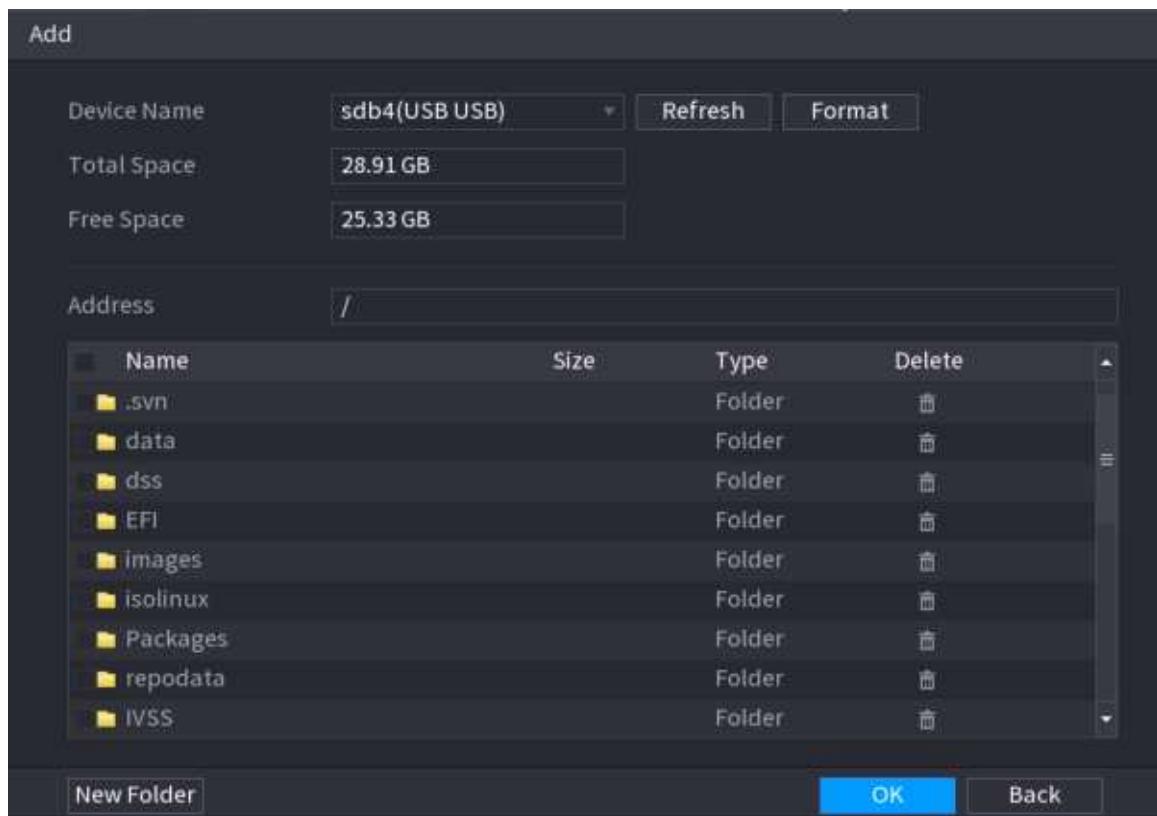 Add
Device Name sdb4(USB USB) Refresh Format
Total Space 28.91 GB
Free Space 25.33 GB
Address /
Name Size Type Delete
.svn Folder
data Folder
dss Folder
EFI Folder
images Folder
isolinux Folder
Packages Folder
repodata Folder
IVSS Folder
New Folder OK Back